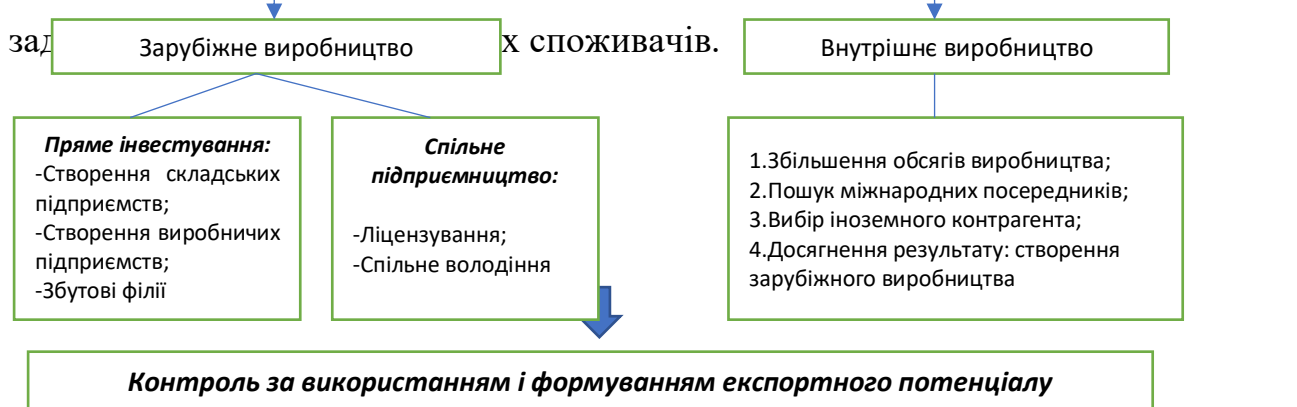 зад
х споживачів.
Зарубіжне виробництво
Внутрішнє виробництво
Пряме інвестування:
-Створення складських
підприємств;
-Створення виробничих
підприємств;
-Збутові філії
Спільне
підприємництво:
-Ліцензування;
-Спільне володіння
1.Збільшення обсягів виробництва;
2.Пошук міжнародних посередників;
3.Вибір іноземного контрагента;
4.Досягнення результату: створення
зарубіжного виробництва
Контроль за використанням і формуванням експортного потенціалу